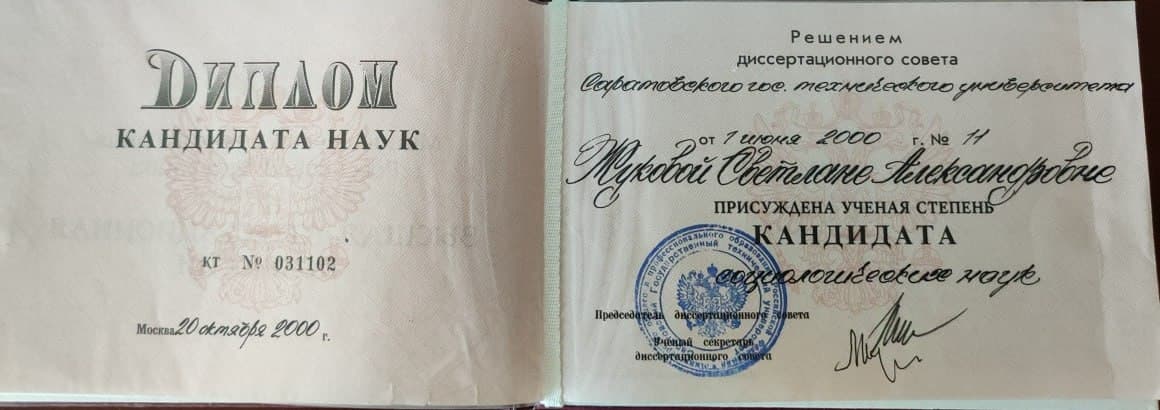 ДИПЛОМ
КАНДИДАТА НАУК
КТ № 031102
Москва 20 октября 2000 г.
Решением
диссертационного совета
Саратовского гос. технического университета
от 1 июня 2000 г. № 11
Жуковой Светлане Александровне
ПРИСУЖДЕНА УЧЕНАЯ СТЕПЕНЬ
КАНДИДАТА
социологических наук
Председатель диссертационного совета
Ученый секретарь
диссертационного совета